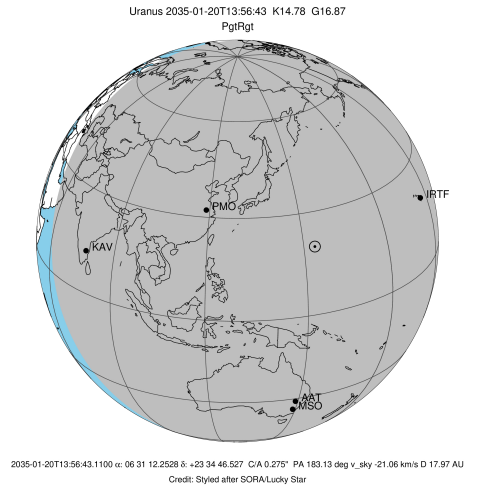 Uranus 2035-01-20T13:56:43 K14.78 G16.87
PgtRgt
IRTF
PMO
KAV
AAT
MSO
2035-01-20T13:56:43.1100 α: 06 31 12.2528 δ: +23 34 46.527 C/A 0.275" PA 183.13 deg v_sky -21.06 km/s D 17.97 AU
Credit: Styled after SORA/Lucky Star